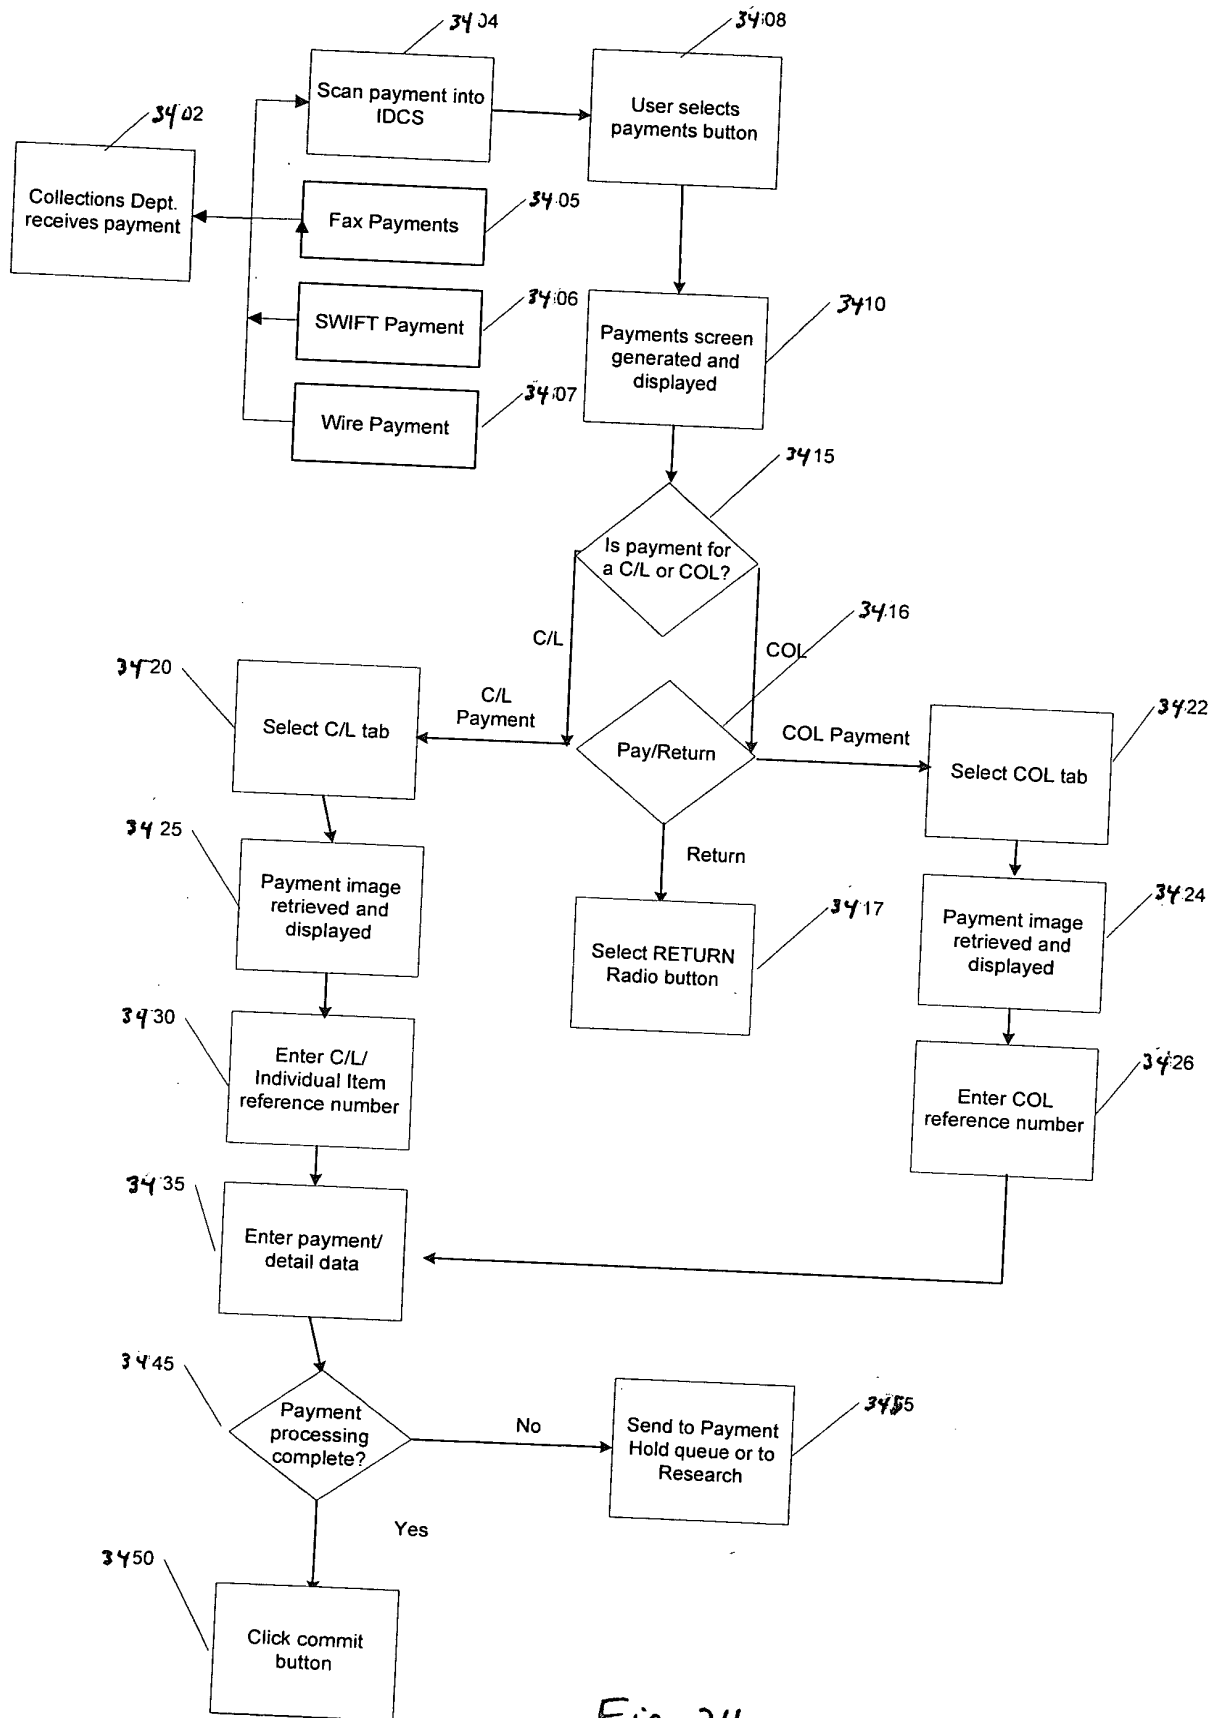 3404
3408
Scan payment into
IDCS
User selects
payments button
3402
Collections Dept.
receives payment
Fax Payments
3405
SWIFT Payment
3406
Wire Payment
3407
Payments screen
generated and
displayed
3410
3415
Is payment for
a C/L or COL?
3416
C/L
COL
3420
Select C/L tab
C/L
Payment
Pay/Return
COL Payment
3422
Select COL tab
3425
Payment image
retrieved and
displayed
Return
3417
Select RETURN
Radio button
3424
Payment image
retrieved and
displayed
3430
Enter C/L/
Individual Item
reference number
3426
Enter COL
reference number
3435
Enter payment/
detail data
3445
Payment
processing
complete?
No
Send to Payment
Hold queue or to
Research
3455
Yes
3450
Click commit
button
Fig. 34